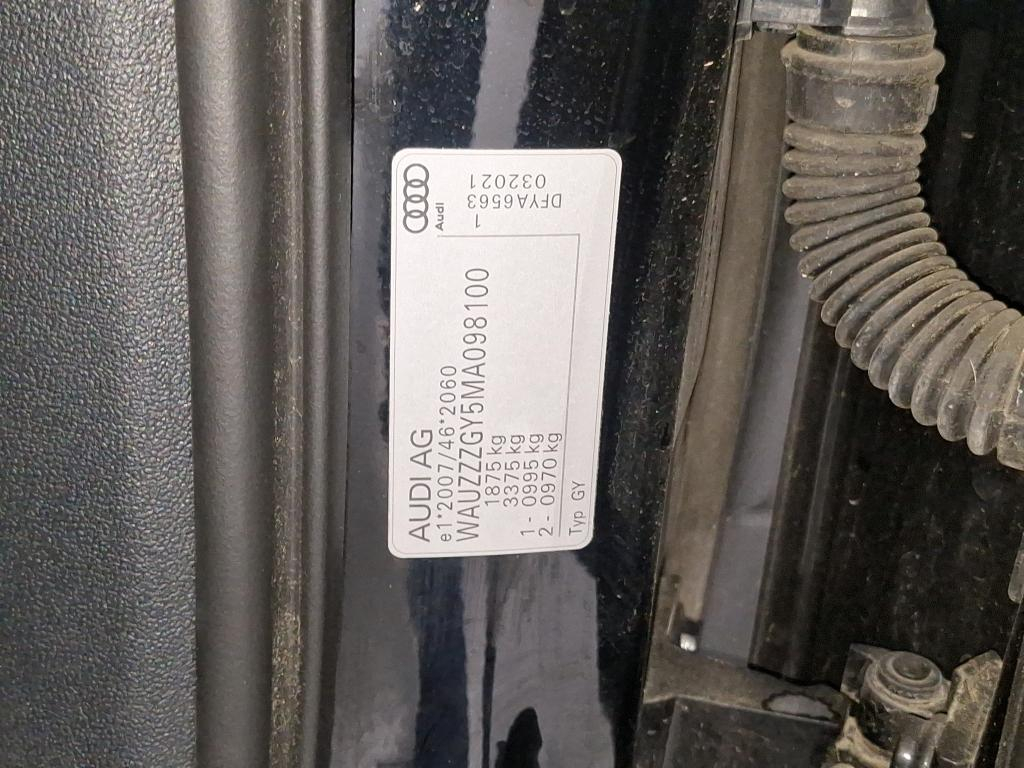 AUDI AG
e1*2007/46*2060
WAUZZZGY5MA098100
1875 kg
3375 kg
1 - 0995 kg
2 - 0970 kg
Typ GY
Audi
1
032021
DFYA6563